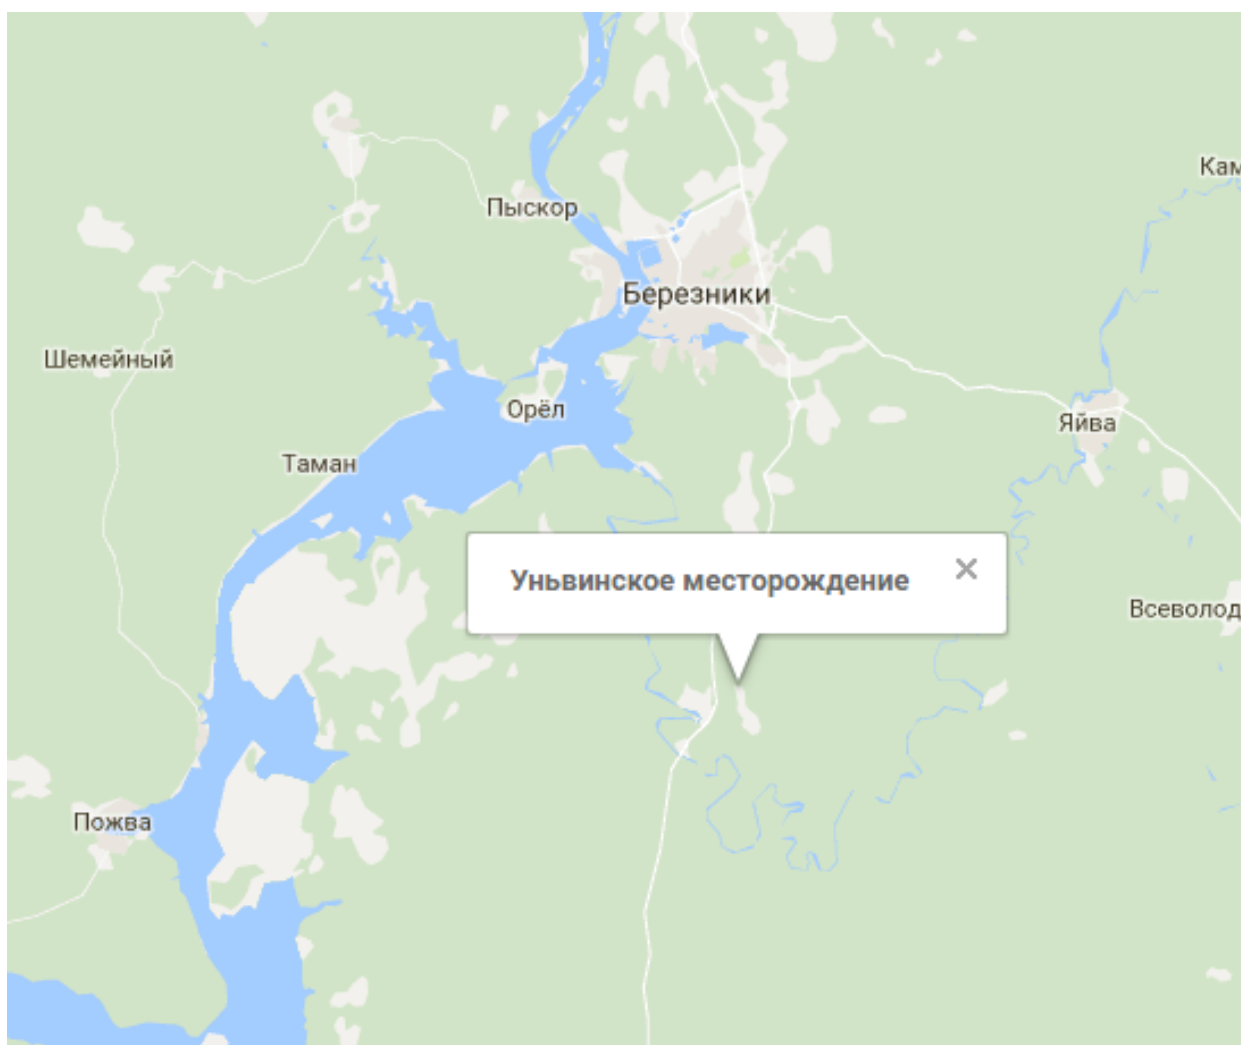 Кам
Пыскор
Березники
Шемейный
Орёл
Яйва
Таман
Уньвинское месторождение
Всеволод
Пожва